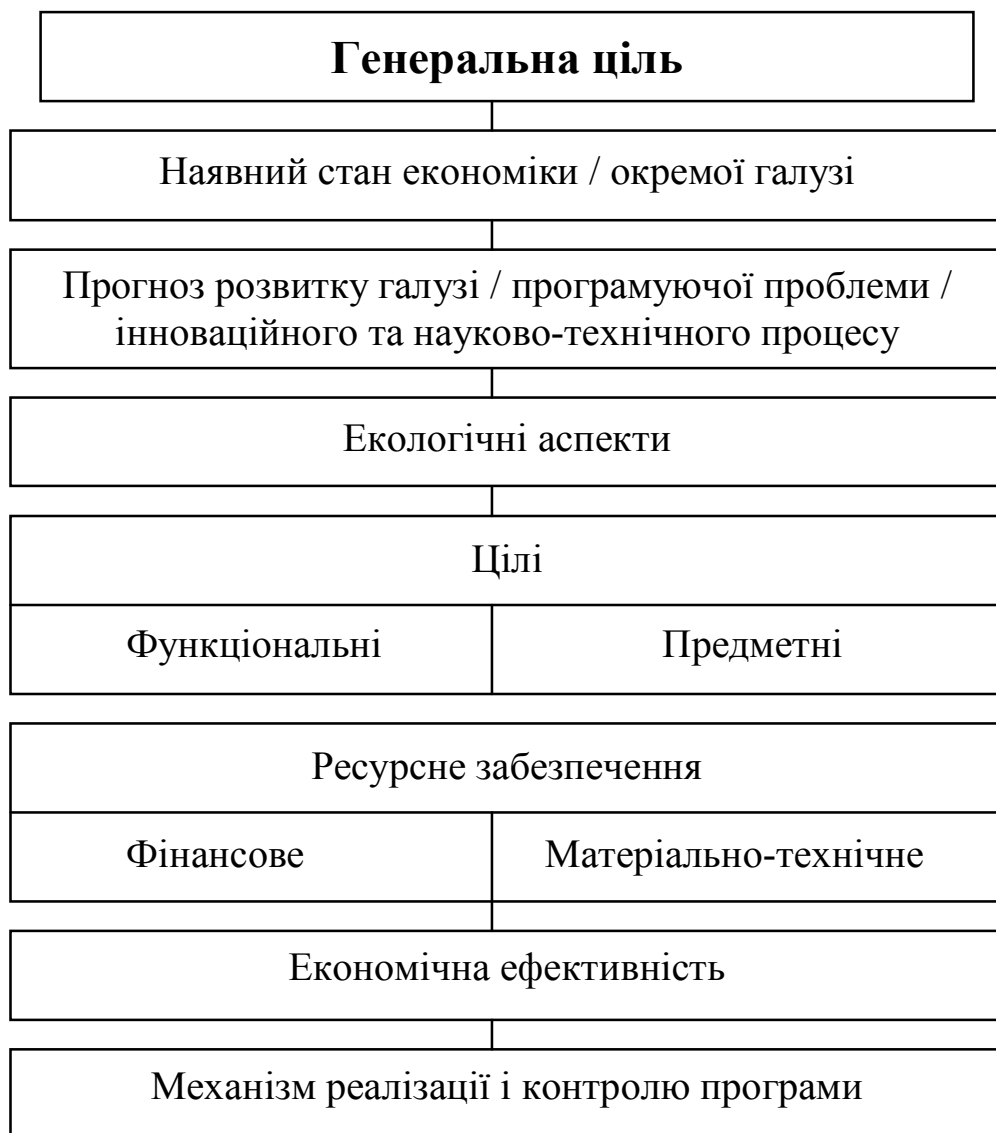 Генеральна ціль
Наявний стан економіки / окремої галузі
Прогноз розвитку галузі / програмуючої проблеми /
інноваційного та науково-технічного процесу
Екологічні аспекти
Цілі
Функціональні
Предметні
Ресурсне забезпечення
Фінансове
Матеріально-технічне
Економічна ефективність
Механізм реалізації і контролю програми